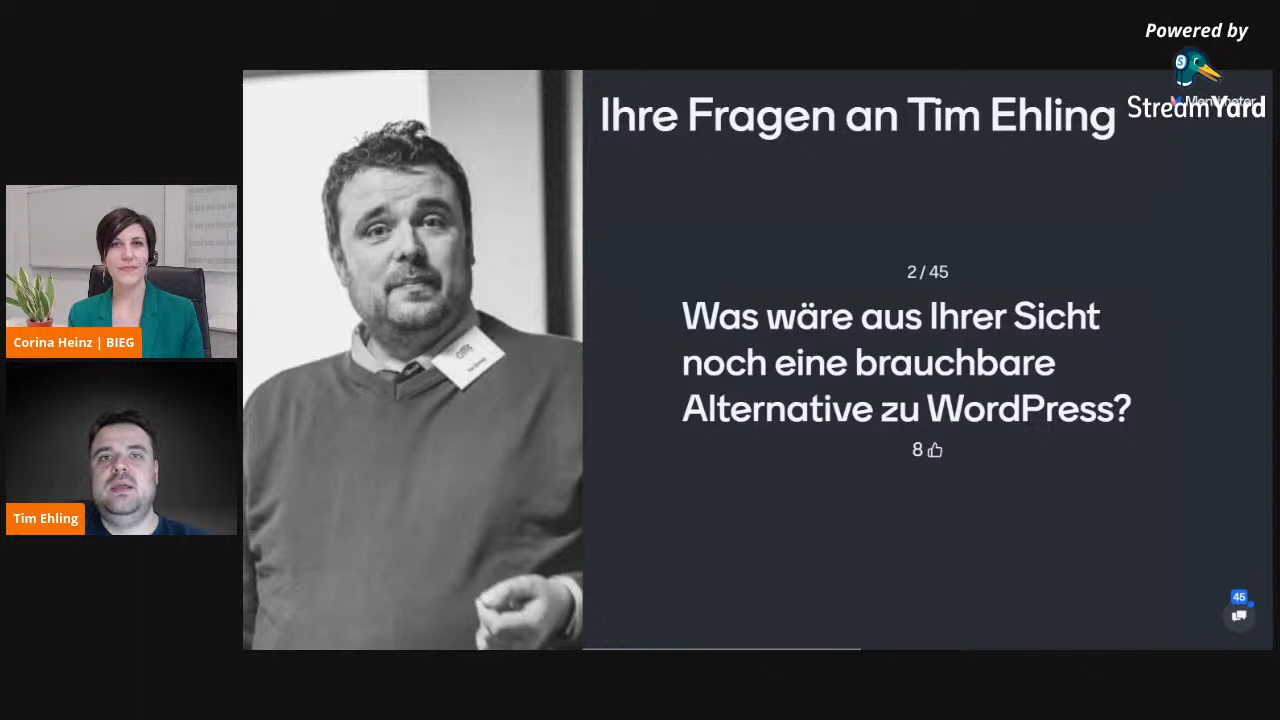 Powered by
StreamYard
Ihre Fragen an Tim Ehling
2 / 45
Was wäre aus Ihrer Sicht
noch eine brauchbare
Alternative zu WordPress?
8
45
Corina Heinz | BIEG
Tim Ehling